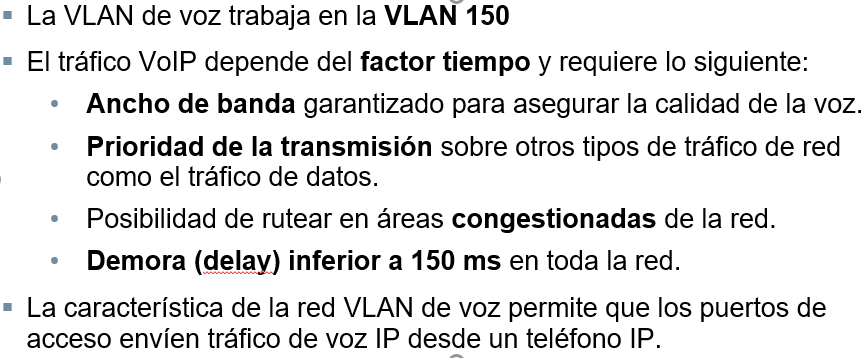 La VLAN de voz trabaja en la VLAN 150
El tráfico VoIP depende del factor tiempo y requiere lo siguiente:
Ancho de banda garantizado para asegurar la calidad de la voz.
Prioridad de la transmisión sobre otros tipos de tráfico de red
como el tráfico de datos.
Posibilidad de rutear en áreas congestionadas de la red.
Demora (delay) inferior a 150 ms en toda la red.
La característica de la red VLAN de voz permite que los puertos de
acceso envíen tráfico de voz IP desde un teléfono IP.